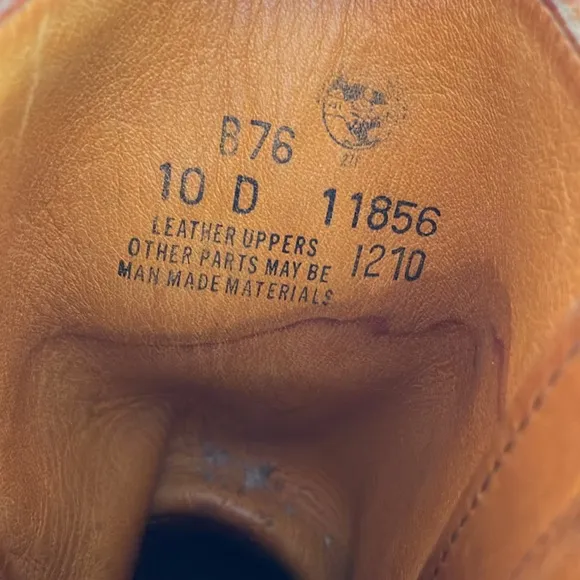 B76
10 D 11856
LEATHER UPPERS
OTHER PARTS MAY BE 1210
MAN MADE MATERIALS